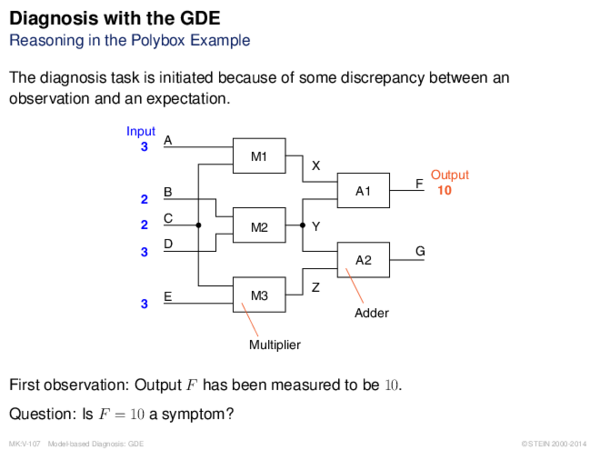 Diagnosis with the GDE
Reasoning in the Polybox Example
The diagnosis task is initiated because of some discrepancy between an
observation and an expectation.
Input
3 A
M1
X
Output
F 10
A1
2 B
2 C
M2
Y
3 D
G
A2
3 E
M3
Z
Adder
Multiplier
First observation: Output F has been measured to be 10.
Question: Is F = 10 a symptom?
MK:V-107 Model-based Diagnosis: GDE
© STEIN 2000-2014